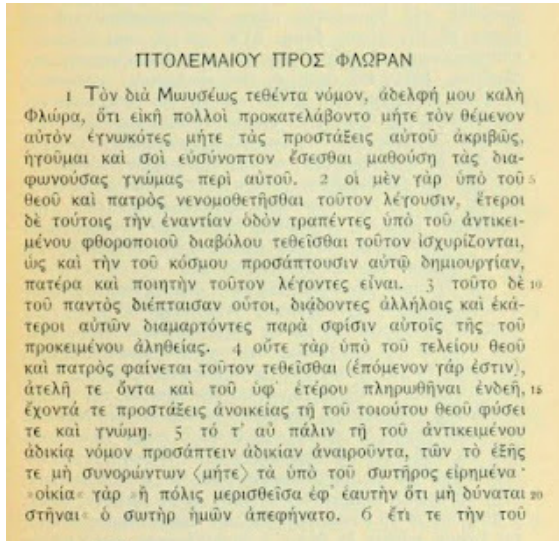 ΠΤΟΛΕΜΑΙΟΥ ΠΡΟΣ ΦΛΩΡΑΝ
1 Τὸν διὰ Μωυσέως τεθέντα νόμον, ἀδελφή μου καλὴ
Φλώρα, ὅτι εἰκῆ πολλοὶ προκατελάβοντο μήτε τὸν θέμενον
αὐτὸν ἐγνωκότες μήτε τὰς προστάξεις αὐτοῦ ἀκριβῶς,
ἡγοῦμαι καὶ σοὶ εὐσύνοπτον ἔσεσθαι μαθούσῃ τὰς δια-
φωνούσας γνώμας περὶ αὐτοῦ. 2 οἱ μὲν γὰρ ὑπὸ τοῦ 5
θεοῦ καὶ πατρὸς νενομοθετῆσθαι τοῦτον λέγουσιν, ἕτεροι
δὲ τούτοις τὴν ἐναντίαν ὁδὸν τραπέντες ὑπὸ τοῦ ἀντικει-
μένου φθοροποιοῦ διαβόλου τεθεῖσθαι τοῦτον ἰσχυρίζονται,
ὡς καὶ τὴν τοῦ κόσμου προσάπτουσιν αὐτῷ δημιουργίαν,
πατέρα καὶ ποιητὴν τοῦτον λέγοντες εἶναι. 3 τοῦτο δὲ 10
τοῦ παντὸς διέπταισαν οὗτοι, διᾴδοντες ἀλλήλοις καὶ ἑκά-
τεροι αὐτῶν διαμαρτόντες παρὰ σφίσιν αὐτοῖς τῆς τοῦ
προκειμένου ἀληθείας. 4 οὔτε γὰρ ὑπὸ τοῦ τελείου θεοῦ
καὶ πατρὸς φαίνεται τοῦτον τεθεῖσθαι (ἑπόμενον γάρ ἐστιν),
ἀτελῆ τε ὄντα καὶ τοῦ ὑφ᾽ ἑτέρου πληρωθῆναι ἐνδεῆ, 15
ἔχοντά τε προστάξεις ἀνοικείας τῇ τοῦ τοιούτου θεοῦ φύσει
τε καὶ γνώμῃ. 5 τό τ᾽ αὖ πάλιν τῇ τοῦ ἀντικειμένου
ἀδικίᾳ νόμον προσάπτειν ἀδικίαν ἀναιροῦντα, τῶν τὸ ἑξῆς
τε μὴ συνορώντων ⟨μήτε⟩ τὰ ὑπὸ τοῦ σωτῆρος εἰρημένα·
»οἰκία« γὰρ »ἢ πόλις μερισθεῖσα ἐφ᾽ ἑαυτὴν ὅτι μὴ δύναται 20
στῆναι« ὁ σωτὴρ ἡμῶν ἀπεφήνατο. 6 ἔτι τε τὴν τοῦ